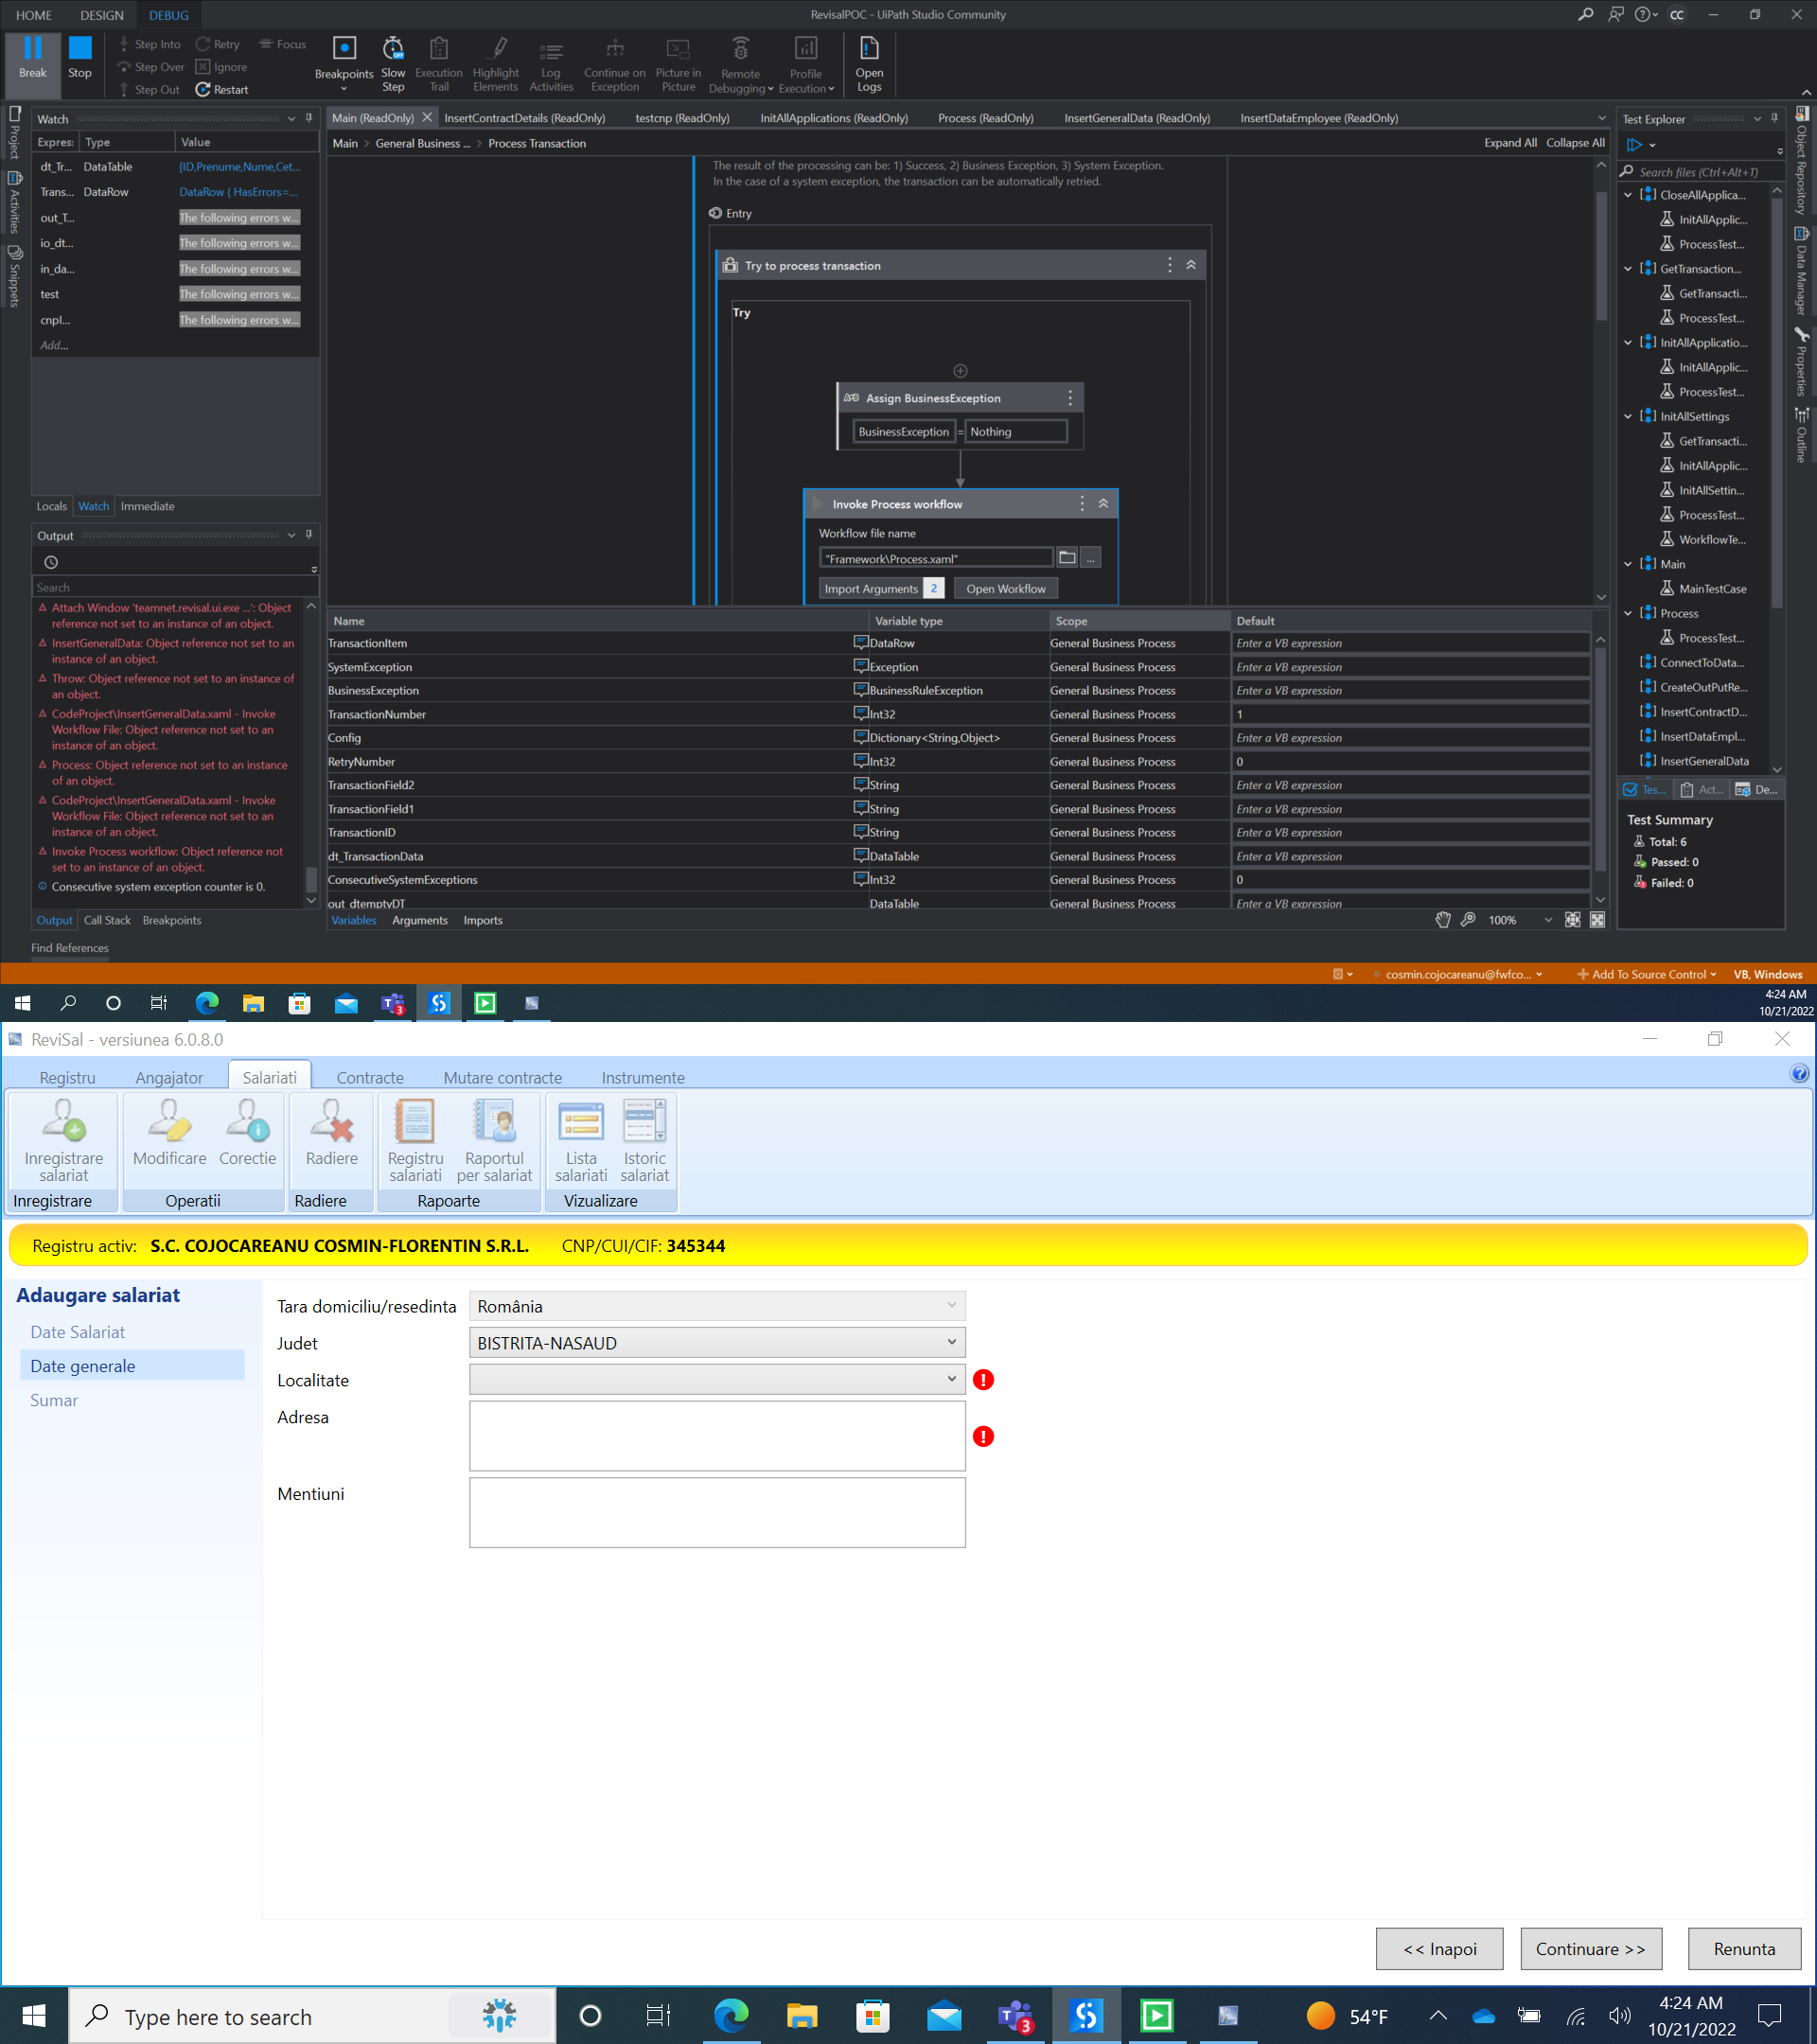 HOME DESIGN DEBUG RevisalPOC - UiPath Studio Community CC
Break Stop Step Into Step Over Step Out Retry Ignore Restart Focus Breakpoints Slow Step Execution Trail Highlight Elements Log Activities Continue on Exception Picture in Picture Remote Debugging Profile Execution Open Logs
Project
Activities
Snippets
Watch
Expres: Type Value
dt_Tr... DataTable [ID,Prenume,Nume,Cet...
Trans... DataRow DataRow { HasErrors=...
out_T... The following errors w...
io_dt... The following errors w...
in_da... The following errors w...
test The following errors w...
cnpI... The following errors w...
Add...
Locals Watch Immediate
Output
Search
Attach Window 'teamnet.revisal.ui.exe ...': Object
reference not set to an instance of an object.
InsertGeneralData: Object reference not set to an
instance of an object.
Throw: Object reference not set to an instance of
an object.
CodeProject\InsertGeneralData.xaml - Invoke
Workflow File: Object reference not set to an
instance of an object.
Process: Object reference not set to an instance
of an object.
CodeProject\InsertGeneralData.xaml - Invoke
Workflow File: Object reference not set to an
instance of an object.
Invoke Process workflow: Object reference not
set to an instance of an object.
Consecutive system exception counter is 0.
Output Call Stack Breakpoints
Find References
Main (ReadOnly) InsertContractDetails (ReadOnly) testcnp (ReadOnly) InitAllApplications (ReadOnly) Process (ReadOnly) InsertGeneralData (ReadOnly) InsertDataEmployee (ReadOnly)
Main > General Business ... > Process Transaction Expand All Collapse All
The result of the processing can be: 1) Success, 2) Business Exception, 3) System Exception.
In the case of a system exception, the transaction can be automatically retried.
Entry
Try to process transaction
Try
A=B Assign BusinessException
BusinessException = Nothing
Invoke Process workflow
Workflow file name
"Framework\Process.xaml" ...
Import Arguments 2 Open Workflow
Name Variable type Scope Default
TransactionItem DataRow General Business Process Enter a VB expression
SystemException Exception General Business Process Enter a VB expression
BusinessException BusinessRuleException General Business Process Enter a VB expression
TransactionNumber Int32 General Business Process 1
Config Dictionary<String,Object> General Business Process Enter a VB expression
RetryNumber Int32 General Business Process 0
TransactionField2 String General Business Process Enter a VB expression
TransactionField1 String General Business Process Enter a VB expression
TransactionID String General Business Process Enter a VB expression
dt_TransactionData DataTable General Business Process Enter a VB expression
ConsecutiveSystemExceptions Int32 General Business Process 0
out_dtemptyDT DataTable General Business Process Enter a VB expression
Variables Arguments Imports 100%
Test Explorer
Search files (Ctrl+Alt+T)
CloseAllApplica...
InitAllApplic...
ProcessTest...
GetTransaction...
GetTransacti...
ProcessTest...
InitAllApplicatio...
InitAllApplic...
ProcessTest...
InitAllSettings
GetTransacti...
InitAllApplic...
InitAllSettin...
ProcessTest...
WorkflowTe...
Main
MainTestCase
Process
ProcessTest...
ConnectToData...
CreateOutPutRe...
InsertContractD...
InsertDataEmpl...
InsertGeneralData
Tes... Act... De...
Test Summary
Total: 6
Passed: 0
Failed: 0
Object Repository
Data Manager
Properties
Outline
cosmin.cojocareanu@fwfco... Add To Source Control VB, Windows
4:24 AM
10/21/2022
ReviSal - versiunea 6.0.8.0
Registru Angajator Salariati Contracte Mutare contracte Instrumente
Inregistrare salariat Modificare Corectie Radiere Registru salariati Raportul per salariat Lista salariati Istoric salariat
Inregistrare Operatii Radiere Rapoarte Vizualizare
Registru activ: S.C. COJOCAREANU COSMIN-FLORENTIN S.R.L. CNP/CUI/CIF: 345344
Adaugare salariat
Date Salariat
Date generale
Sumar
Tara domiciliu/resedinta România
Judet BISTRITA-NASAUD
Localitate
Adresa
Mentiuni
<< Inapoi Continuare >> Renunta
Type here to search 3 54°F 4:24 AM
10/21/2022